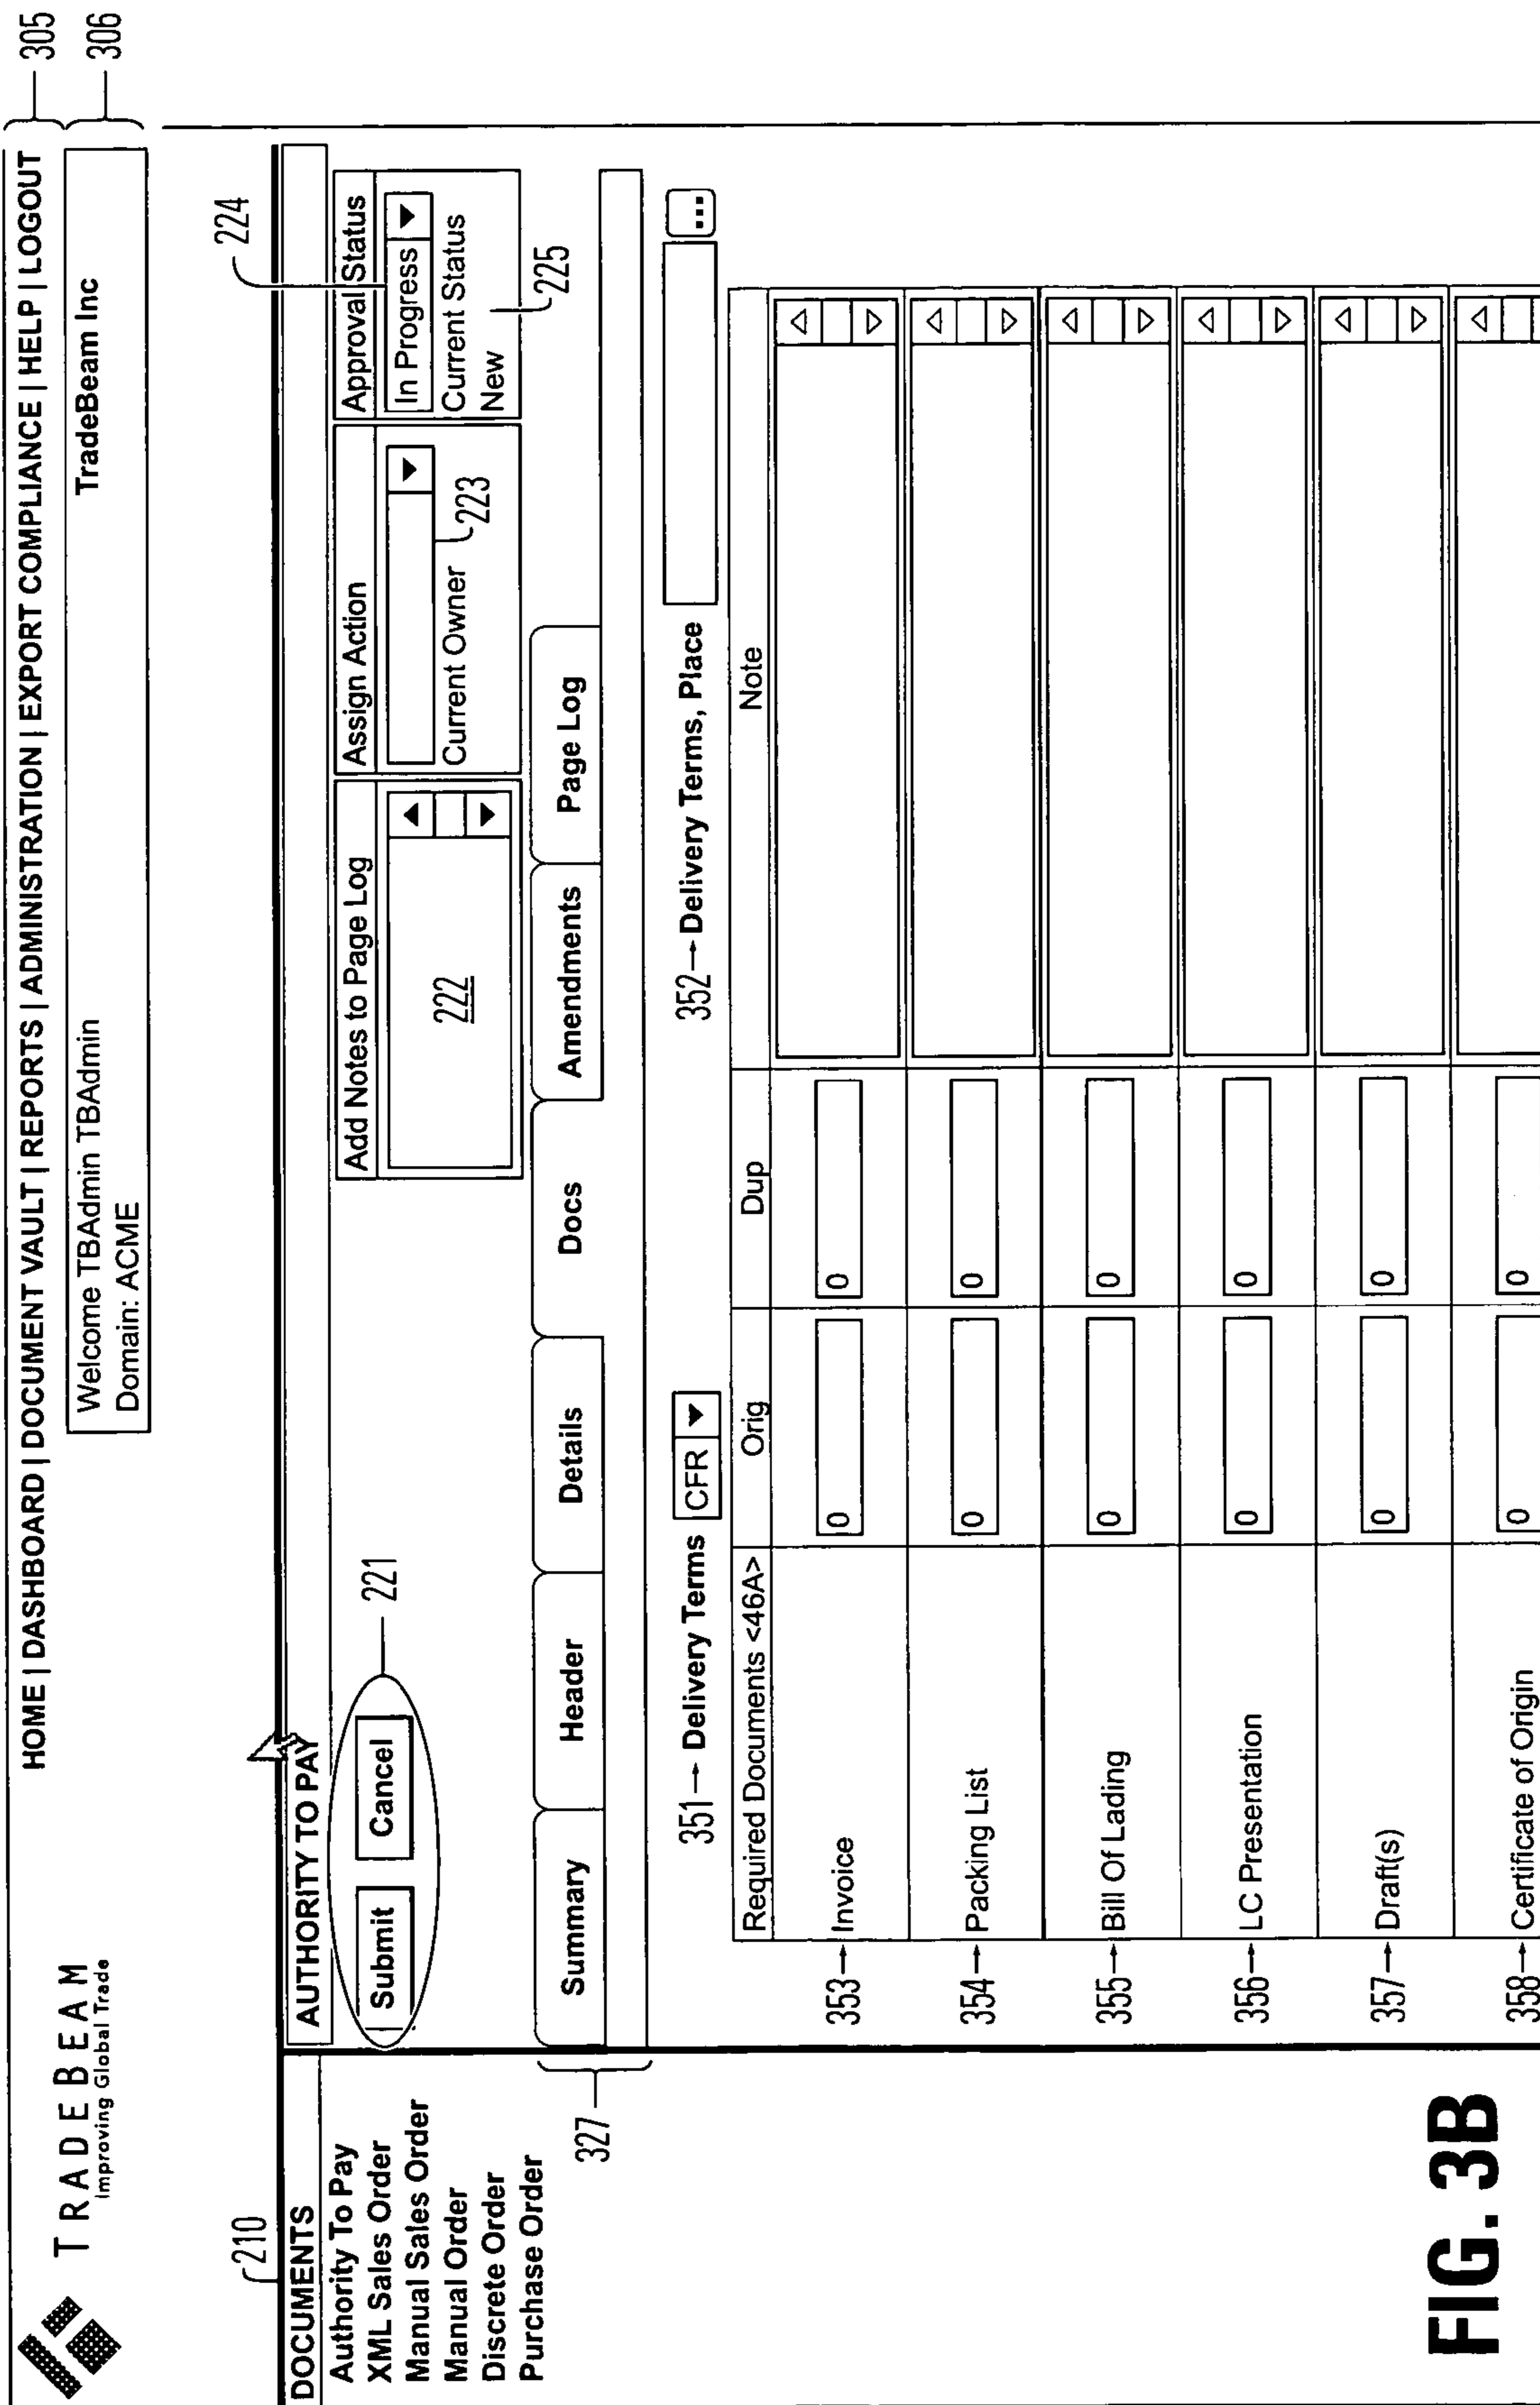 HOME | DASHBOARD | DOCUMENT VAULT | REPORTS | ADMINISTRATION | EXPORT COMPLIANCE | HELP | LOGOUT
305
TRADEBEAM
Improving Global Trade
Welcome TBAdmin TBAdmin
TradeBeam Inc
306
Domain: ACME
210
224
DOCUMENTS
AUTHORITY TO PAY
Authority To Pay
XML Sales Order
Manual Sales Order
Manual Order
Discrete Order
Purchase Order
Submit
Cancel
221
Add Notes to Page Log
222
Assign Action
Current Owner
223
Approval Status
In Progress
Current Status
New
225
327
Summary
Header
Details
Docs
Amendments
Page Log
351 → Delivery Terms
CFR
352 → Delivery Terms, Place
...
Required Documents <46A>
Orig
Dup
Note
353 → Invoice
0
0
354 → Packing List
0
0
355 → Bill Of Lading
0
0
356 → LC Presentation
0
0
357 → Draft(s)
0
0
358 → Certificate of Origin
0
0
FIG. 3B